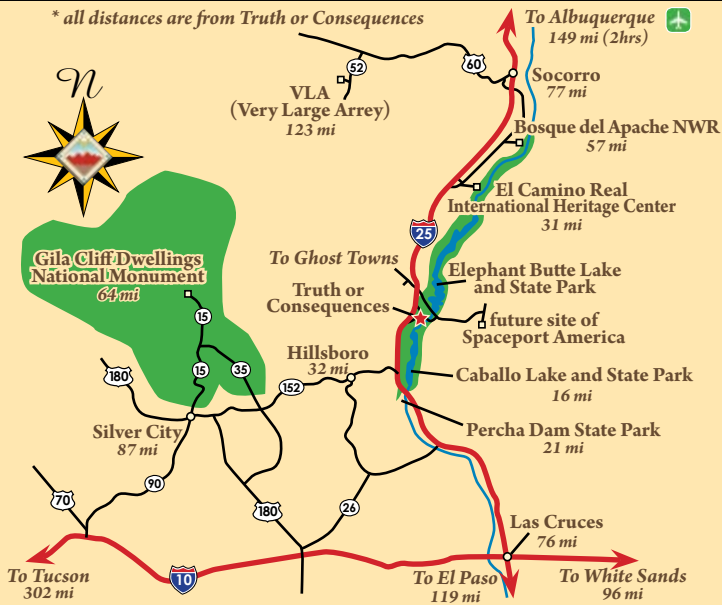 * all distances are from Truth or Consequences
To Albuquerque
149 mi (2hrs)
52
60
VLA
(Very Large Arrey)
123 mi
Socorro
77 mi
N
Bosque del Apache NWR
57 mi
El Camino Real
International Heritage Center
31 mi
25
Gila Cliff Dwellings
National Monument
64 mi
To Ghost Towns
Elephant Butte Lake
and State Park
Truth or
Consequences
15
future site of
Spaceport America
Hillsboro
32 mi
180
15
35
152
Caballo Lake and State Park
16 mi
Silver City
87 mi
Percha Dam State Park
21 mi
70
90
180
26
Las Cruces
76 mi
To Tucson
302 mi
10
To El Paso
119 mi
To White Sands
96 mi